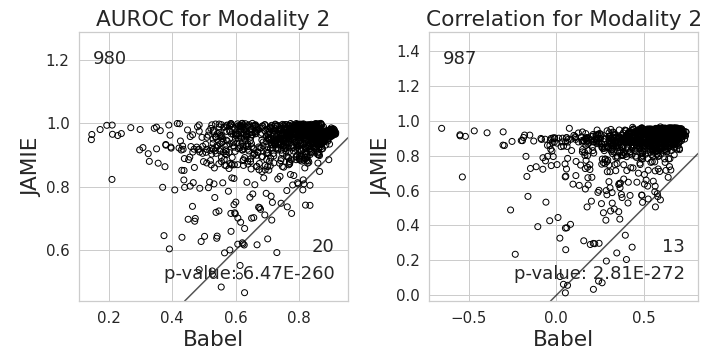 AUROC for Modality 2
980
JAMIE
1.2
1.0
0.8
0.6
20
p-value: 6.47E-260
0.2
0.4
0.6
0.8
Babel
Correlation for Modality 2
987
JAMIE
1.4
1.2
1.0
0.8
0.6
0.4
0.2
0.0
13
p-value: 2.81E-272
−0.5
0.0
0.5
Babel